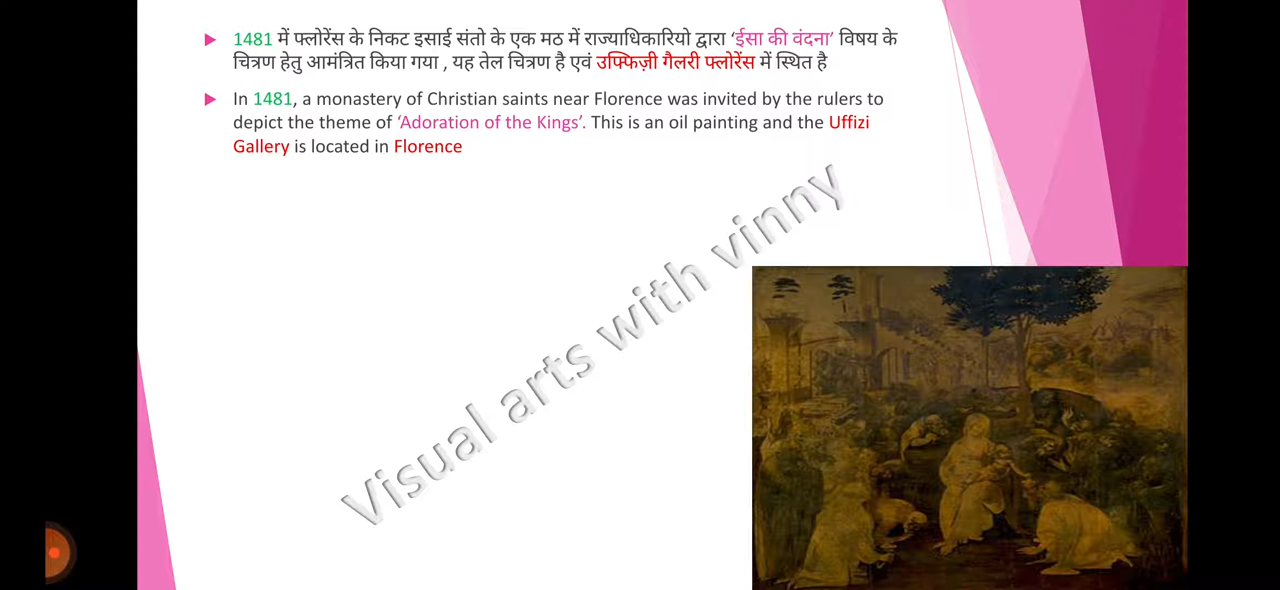 1481 में फ्लोरेंस के निकट इसाई संतो के एक मठ में राज्याधिकारियो द्वारा ‘ईसा की वंदना’ विषय के
चित्रण हेतु आमंत्रित किया गया , यह तेल चित्रण है एवं उफ्फिज़ी गैलरी फ्लोरेंस में स्थित है
In 1481, a monastery of Christian saints near Florence was invited by the rulers to
depict the theme of ‘Adoration of the Kings’. This is an oil painting and the Uffizi
Gallery is located in Florence
Visual arts with vinny